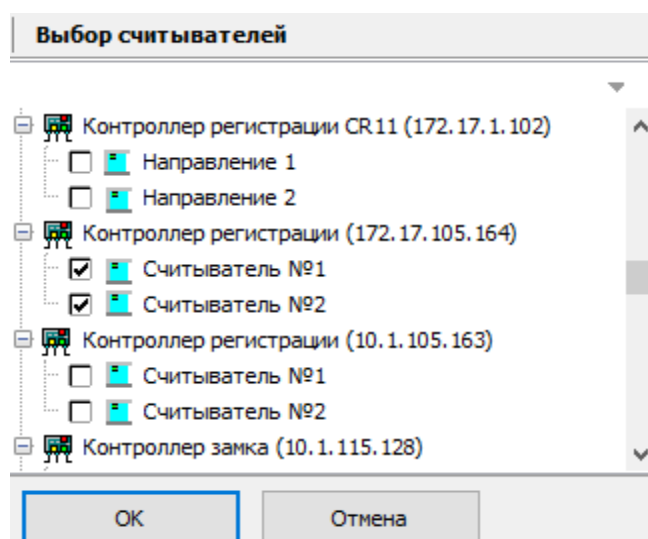 Выбор считывателей
Контроллер регистрации CR11 (172.17.1.102)
Направление 1
Направление 2
Контроллер регистрации (172.17.105.164)
Считыватель №1
Считыватель №2
Контроллер регистрации (10.1.105.163)
Считыватель №1
Считыватель №2
Контроллер замка (10.1.115.128)
ОК
Отмена